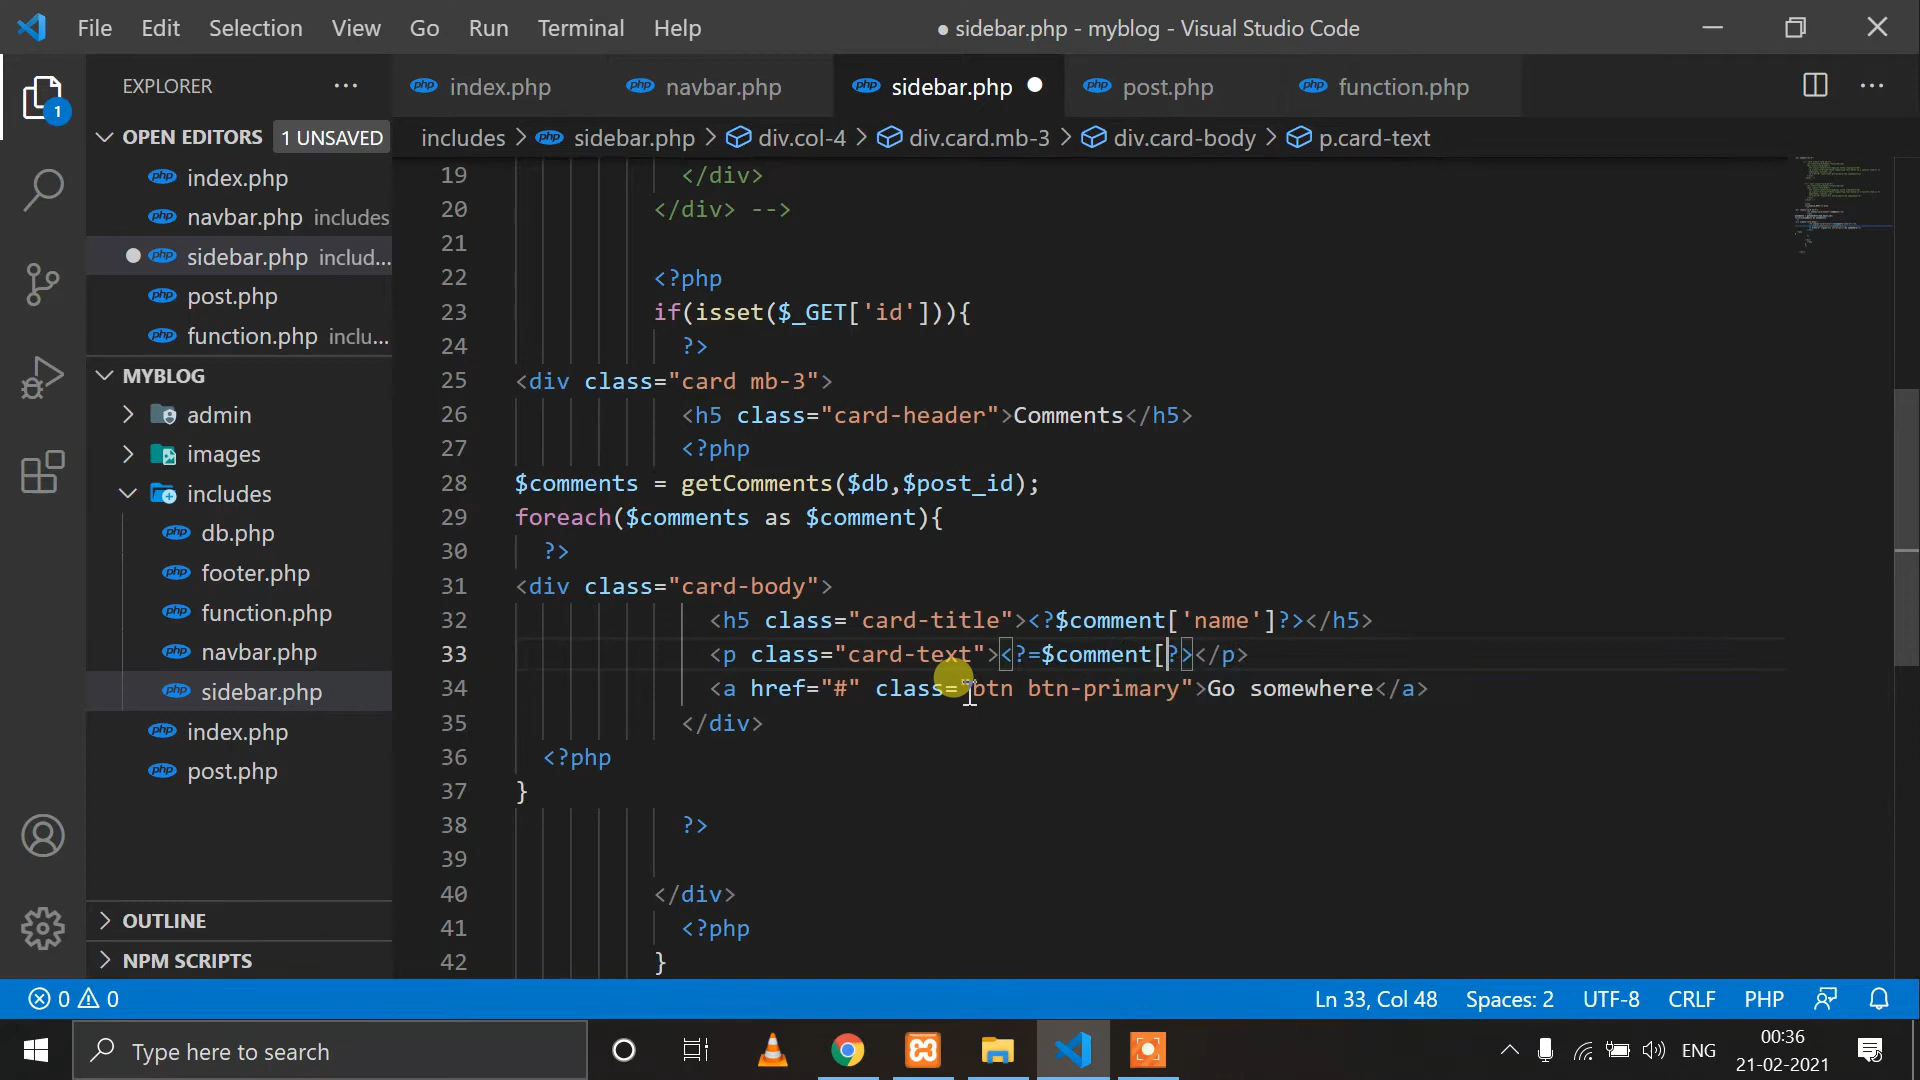 File Edit Selection View Go Run Terminal Help ● sidebar.php - myblog - Visual Studio Code
EXPLORER ... index.php navbar.php sidebar.php post.php function.php ...
OPEN EDITORS 1 UNSAVED
includes > sidebar.php > div.col-4 > div.card.mb-3 > div.card-body > p.card-text
index.php
navbar.php includes
sidebar.php includ...
post.php
function.php inclu...
MYBLOG
admin
images
includes
db.php
footer.php
function.php
navbar.php
sidebar.php
index.php
post.php
OUTLINE
NPM SCRIPTS
1
19 </div>
20 </div> -->
21
22 <?php
23 if(isset($_GET['id'])){
24 ?>
25 <div class="card mb-3">
26 <h5 class="card-header">Comments</h5>
27 <?php
28 $comments = getComments($db,$post_id);
29 foreach($comments as $comment){
30 ?>
31 <div class="card-body">
32 <h5 class="card-title"><?$comment['name']?></h5>
33 <p class="card-text"><?=$comment[?></p>
34 <a href="#" class="btn btn-primary">Go somewhere</a>
35 </div>
36 <?php
37 }
38 ?>
39
40 </div>
41 <?php
42 }
0 0 Ln 33, Col 48 Spaces: 2 UTF-8 CRLF PHP
Type here to search ENG 00:36
21-02-2021